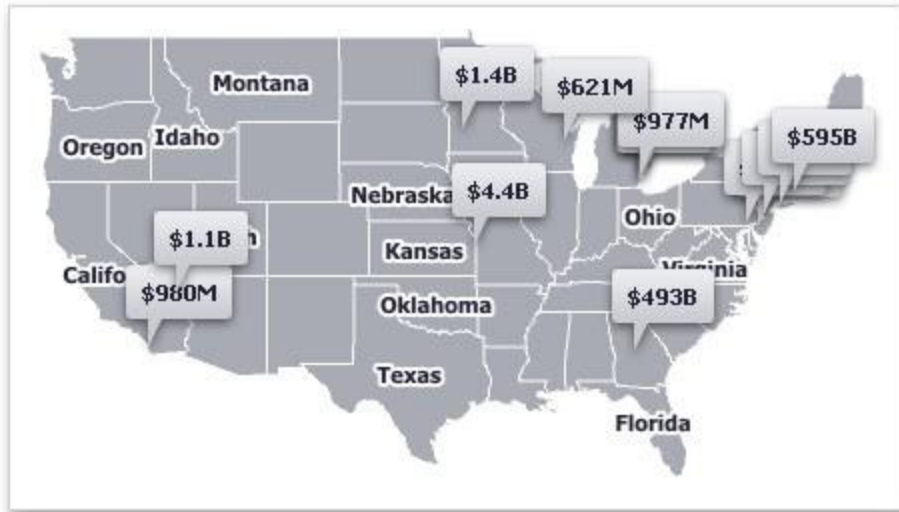 $1.4B
Montana
$621M
$977M
$595B
Oregon
Idaho
Nebraska
$4.4B
Ohio
$1.1B
Kansas
Virginia
Califo
$980M
$493B
Oklahoma
Texas
Florida